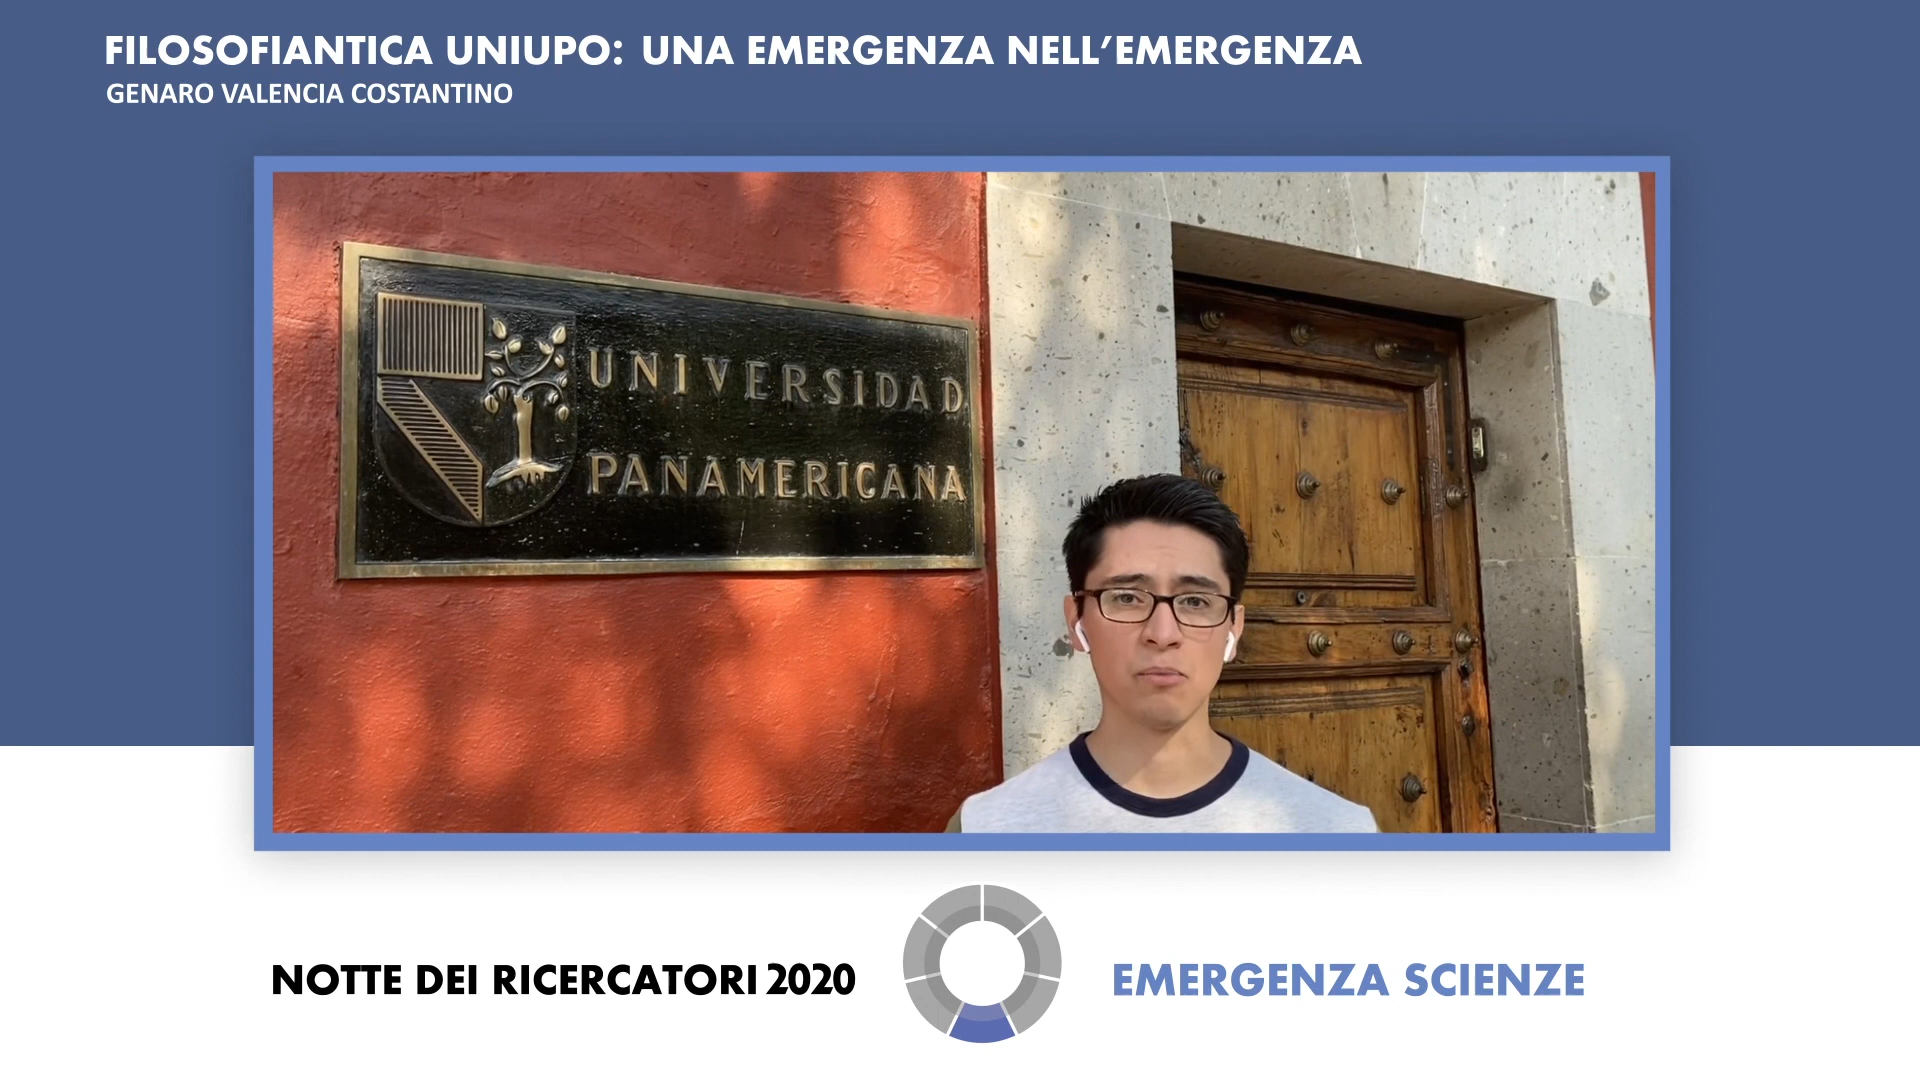 FILOSOFIANTICA UNIUPO: UNA EMERGENZA NELL’EMERGENZA
GENARO VALENCIA COSTANTINO
UNIVERSIDAD
PANAMERICANA
NOTTE DEI RICERCATORI 2020
EMERGENZA SCIENZE